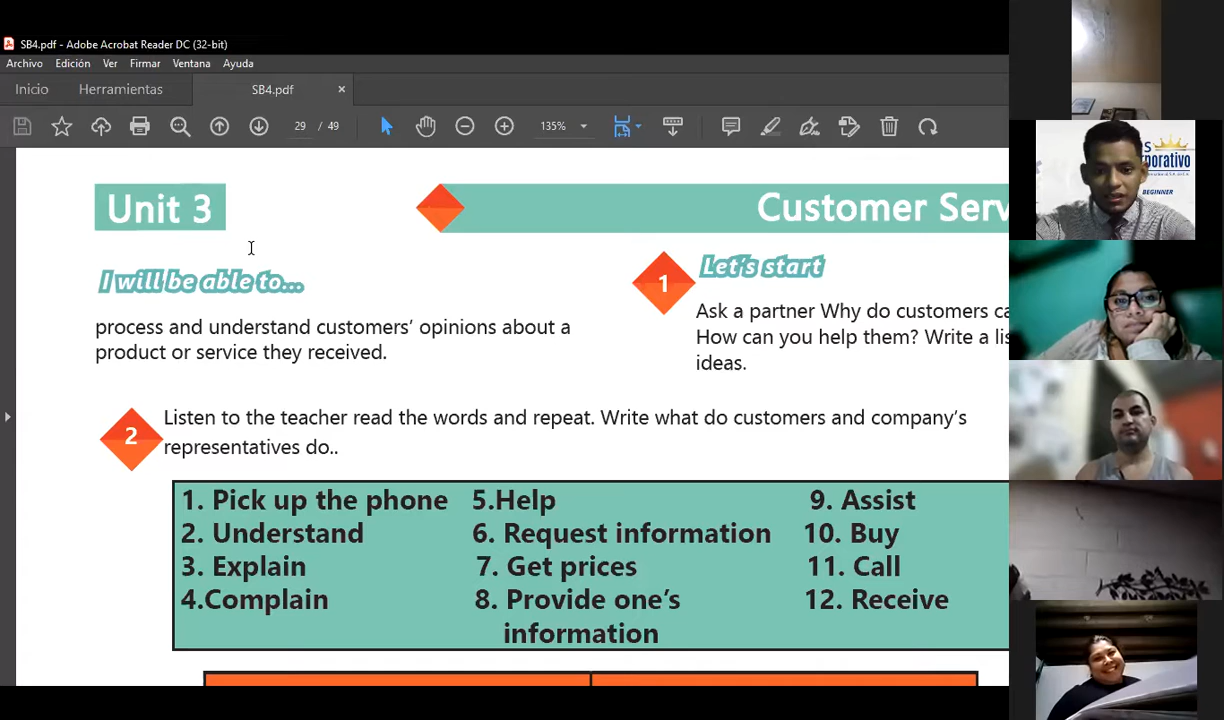 SB4.pdf - Adobe Acrobat Reader DC (32-bit)
Archivo Edición Ver Firmar Ventana Ayuda
Inicio Herramientas SB4.pdf ×
29 / 49 135%
Unit 3
Customer Serv
I will be able to...
process and understand customers' opinions about a
product or service they received.
1
Let's start
Ask a partner Why do customers ca
How can you help them? Write a lis
ideas.
2
Listen to the teacher read the words and repeat. Write what do customers and company's
representatives do..
1. Pick up the phone 5.Help 9. Assist
2. Understand 6. Request information 10. Buy
3. Explain 7. Get prices 11. Call
4.Complain 8. Provide one's 12. Receive
information
s
porativo
BEGINNER